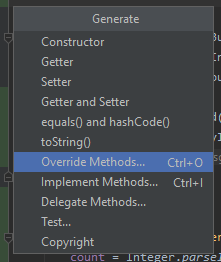 Generate
Constructor
Getter
Setter
Getter and Setter
equals() and hashCode()
toString()
Override Methods... Ctrl+O
Implement Methods... Ctrl+I
Delegate Methods...
Test...
Copyright
count = Integer.parseI